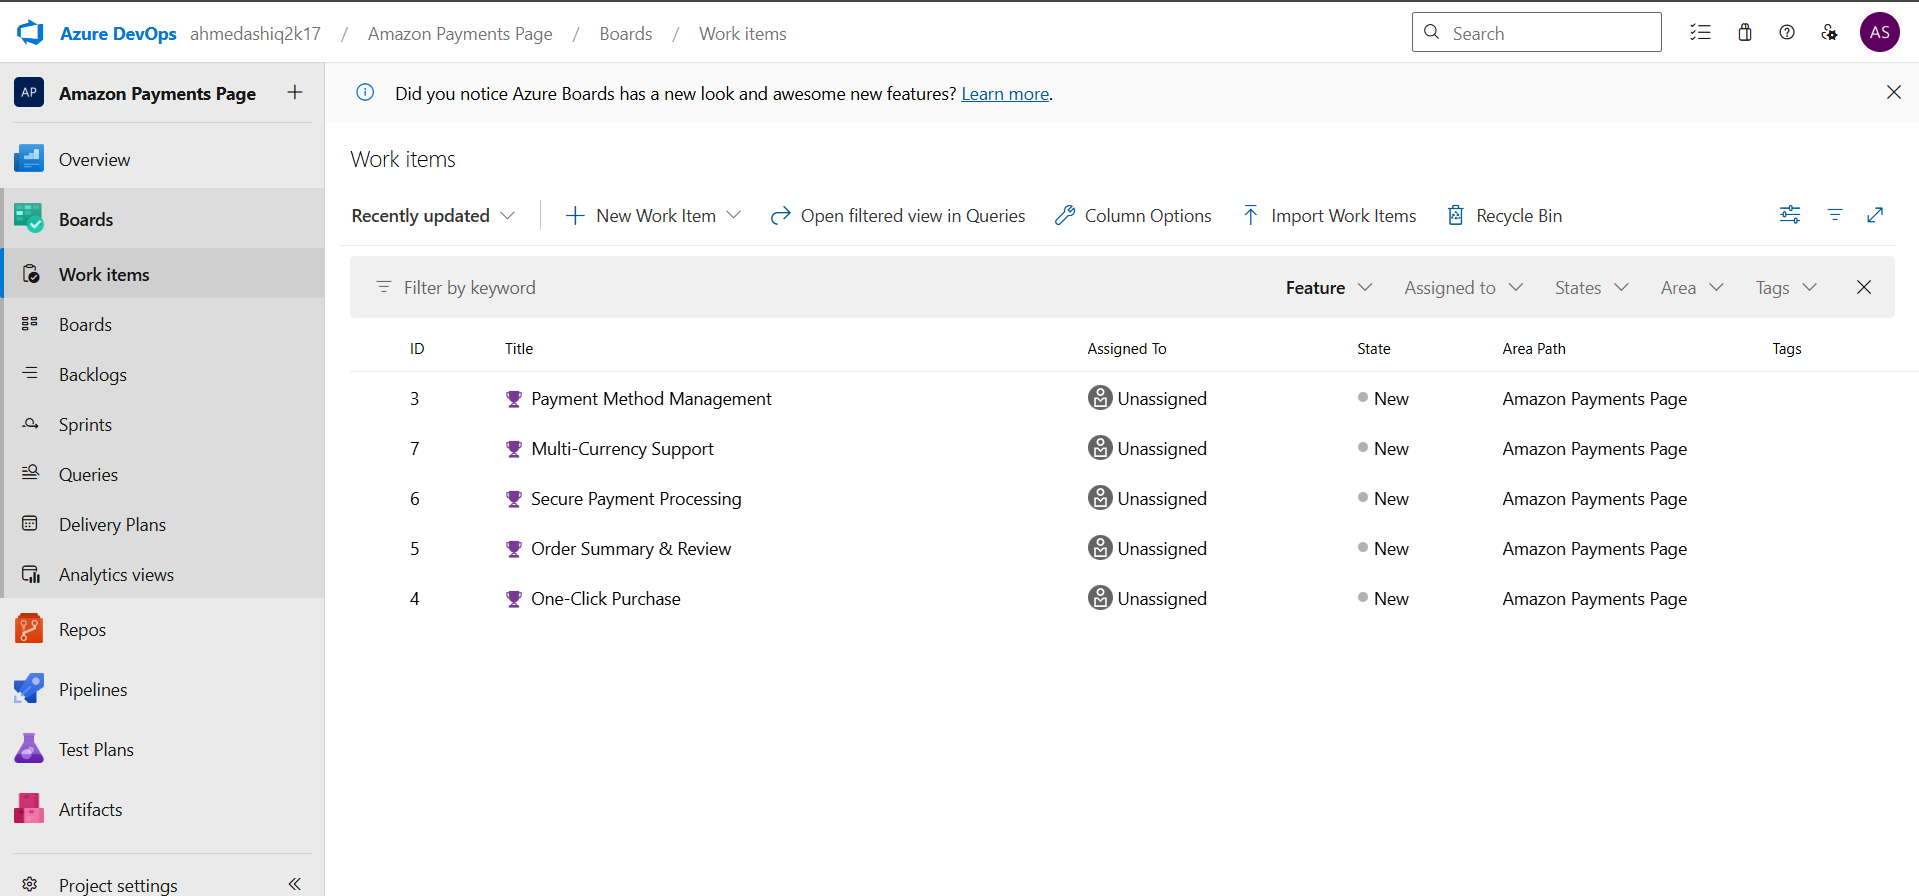 Azure DevOps ahmedashiq2k17 / Amazon Payments Page / Boards / Work items Search AS
AP Amazon Payments Page +
Did you notice Azure Boards has a new look and awesome new features? Learn more.
Overview
Boards
Work items
Boards
Backlogs
Sprints
Queries
Delivery Plans
Analytics views
Repos
Pipelines
Test Plans
Artifacts
Project settings
Work items
Recently updated New Work Item Open filtered view in Queries Column Options Import Work Items Recycle Bin
Filter by keyword Feature Assigned to States Area Tags
ID Title Assigned To State Area Path Tags
3 Payment Method Management Unassigned New Amazon Payments Page
7 Multi-Currency Support Unassigned New Amazon Payments Page
6 Secure Payment Processing Unassigned New Amazon Payments Page
5 Order Summary & Review Unassigned New Amazon Payments Page
4 One-Click Purchase Unassigned New Amazon Payments Page